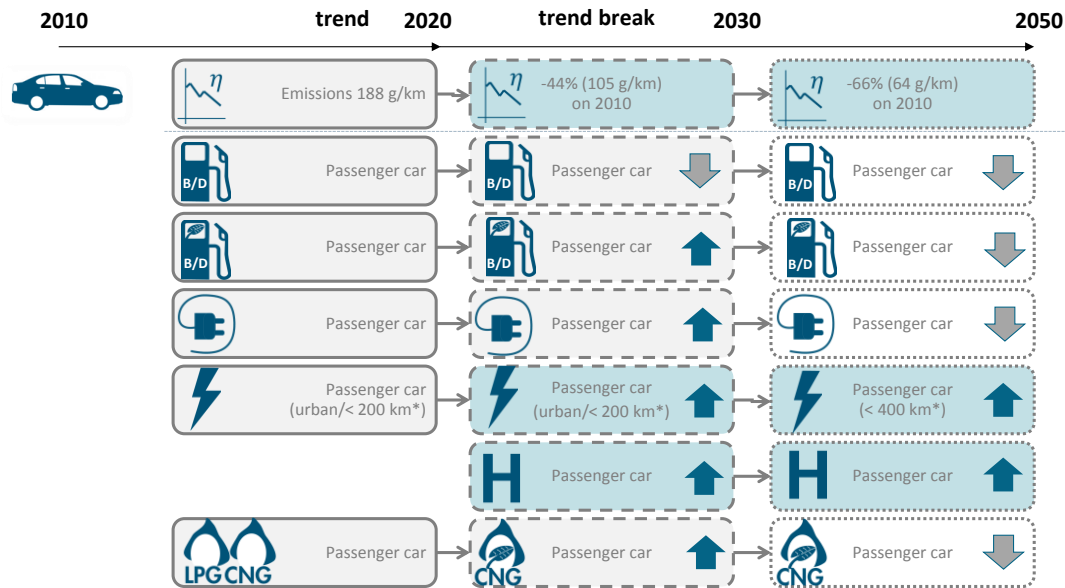 2010 trend 2020 trend break 2030 2050
η Emissions 188 g/km η -44% (105 g/km) η -66% (64 g/km)
on 2010 on 2010
B/D Passenger car B/D Passenger car B/D Passenger car
B/D Passenger car B/D Passenger car B/D Passenger car
Passenger car Passenger car Passenger car
Passenger car Passenger car Passenger car
(urban/< 200 km*) (urban/< 200 km*) (< 400 km*)
H Passenger car H Passenger car
LPG CNG Passenger car CNG Passenger car CNG Passenger car